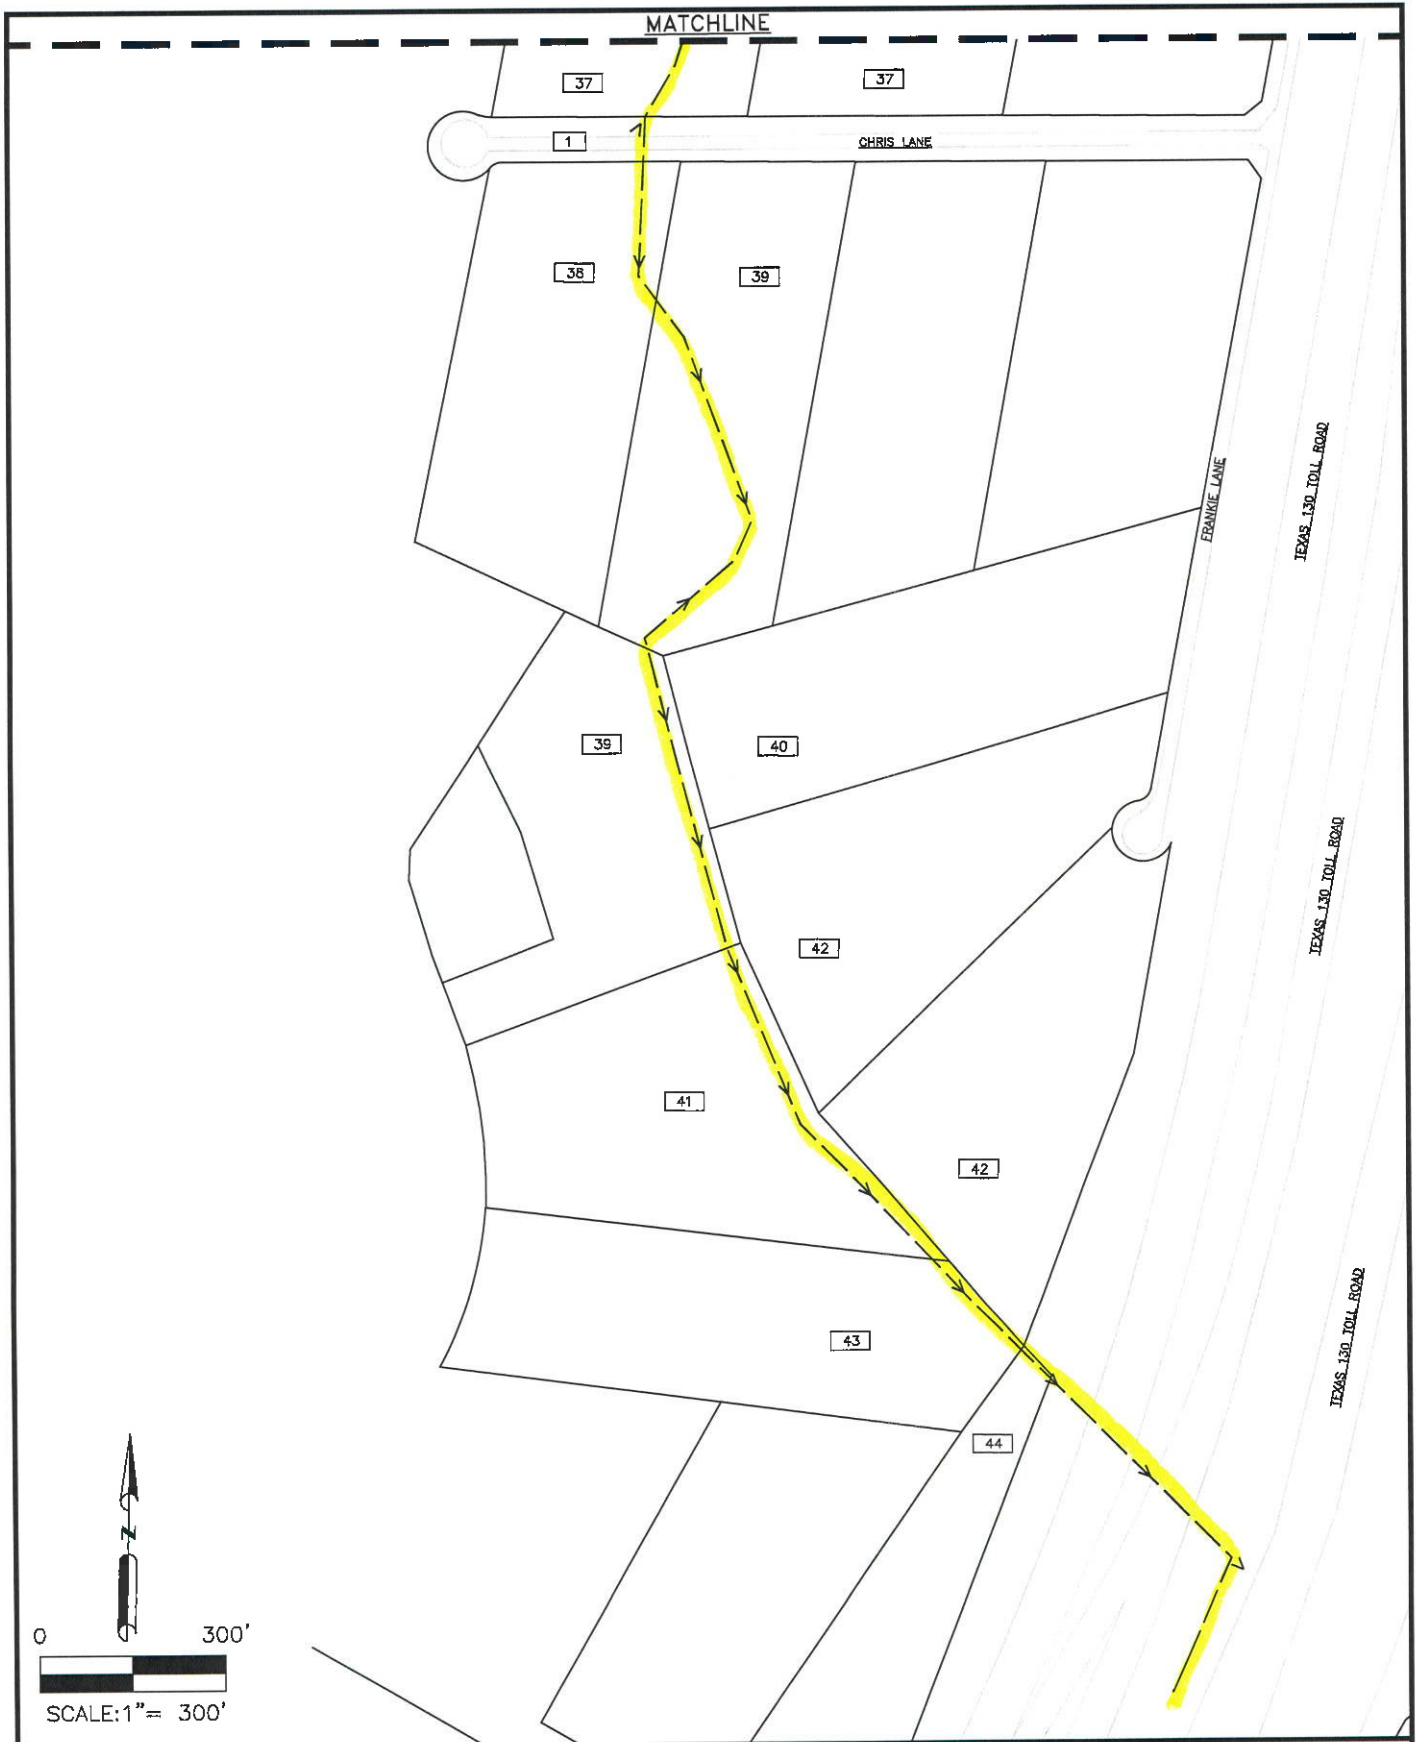 MATCHLINE
37
37
1
CHRIS LANE
38
39
FRANKIE LANE
TEXAS 130 TOLL ROAD
39
40
TEXAS 130 TOLL ROAD
42
41
42
TEXAS 130 TOLL ROAD
43
44
N
0 300'
SCALE:1"= 300'